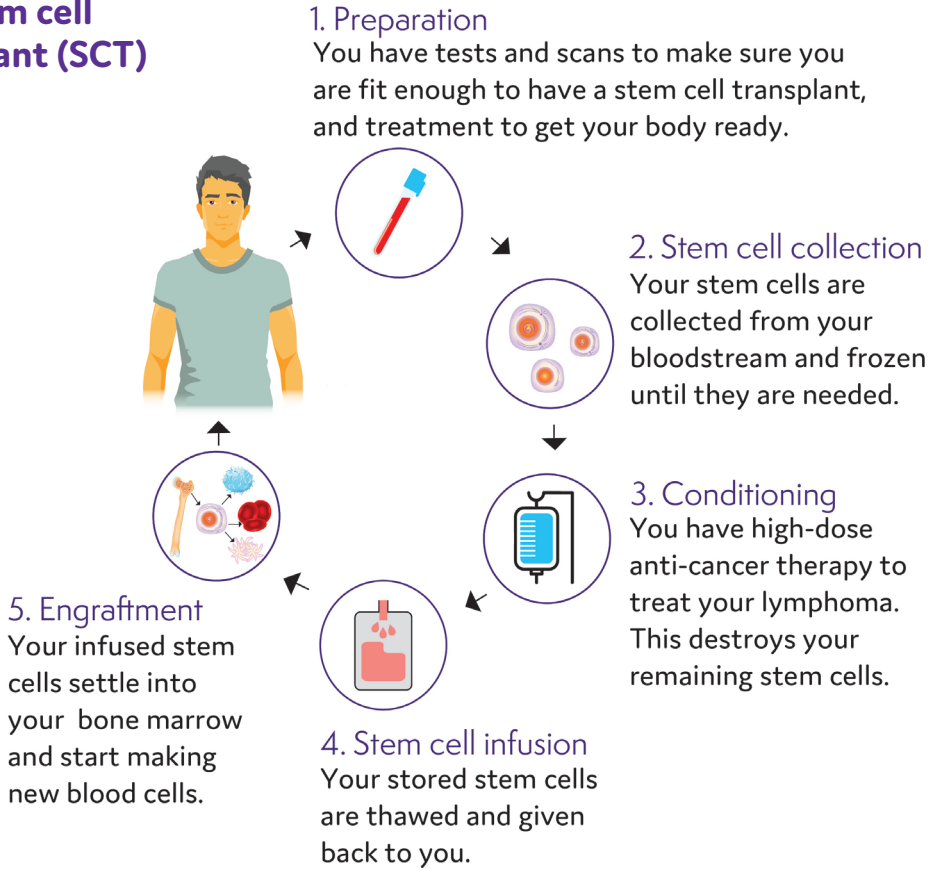 cell
(SCT)
1. Preparation
You have tests and scans to make sure you
are fit enough to have a stem cell transplant,
and treatment to get your body ready.
2. Stem cell collection
Your stem cells are
collected from your
bloodstream and frozen
until they are needed.
3. Conditioning
You have high-dose
anti-cancer therapy to
treat your lymphoma.
This destroys your
remaining stem cells.
4. Stem cell infusion
Your stored stem cells
are thawed and given
back to you.
5. Engraftment
Your infused stem
cells settle into
your bone marrow
and start making
new blood cells.